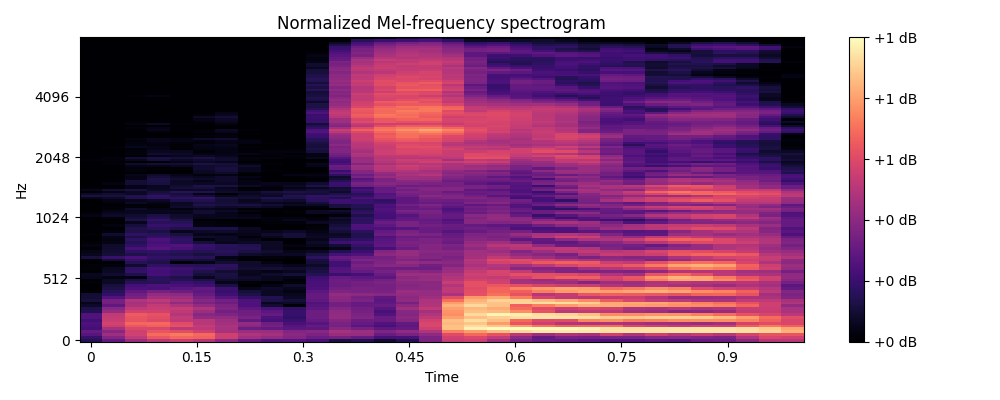 Normalized Mel-frequency spectrogram
+1 dB
4096
+1 dB
2048
+1 dB
Hz
1024
+0 dB
512
+0 dB
0
+0 dB
0 0.15 0.3 0.45 0.6 0.75 0.9
Time